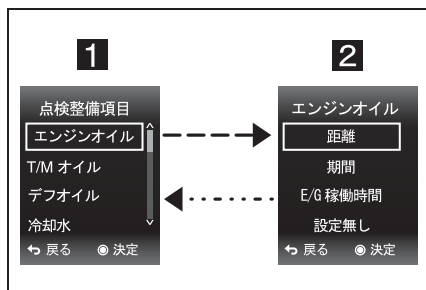 1
点検整備項目
エンジンオイル
T/M オイル
デフオイル
冷却水
戻る 決定
2
エンジンオイル
距離
期間
E/G 稼働時間
設定無し
戻る 決定